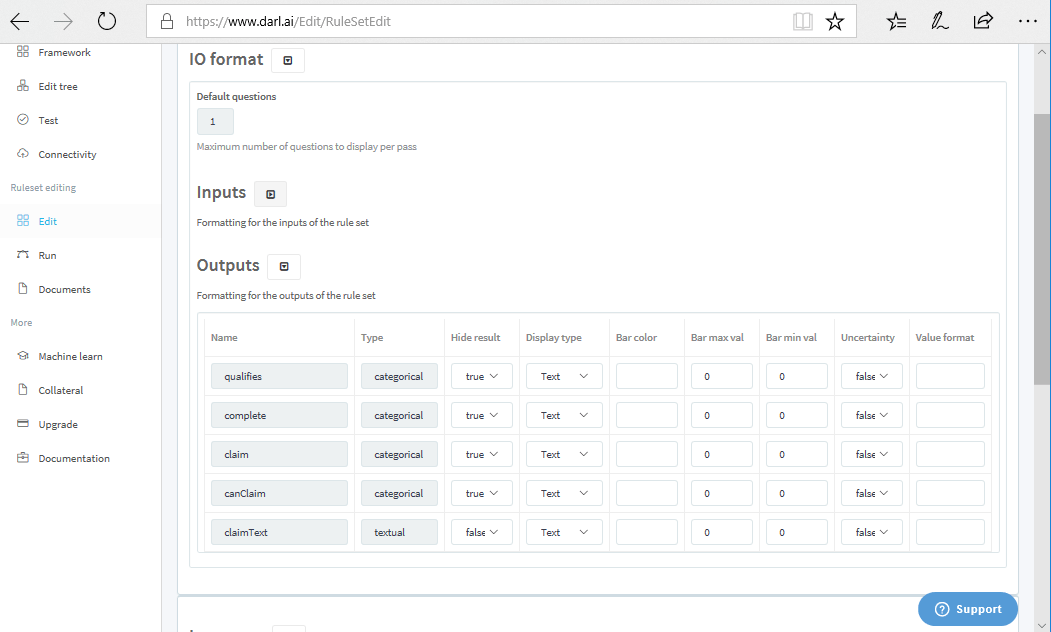 https://www.darl.ai/Edit/RuleSetEdit
Framework
Edit tree
Test
Connectivity
Ruleset editing
Edit
Run
Documents
More
Machine learn
Collateral
Upgrade
Documentation
IO format
Default questions
1
Maximum number of questions to display per pass
Inputs
Formatting for the inputs of the rule set
Outputs
Formatting for the outputs of the rule set
Name Type Hide result Display type Bar color Bar max val Bar min val Uncertainty Value format
qualifies categorical true Text 0 0 false
complete categorical true Text 0 0 false
claim categorical true Text 0 0 false
canClaim categorical true Text 0 0 false
claimText textual false Text 0 0 false
Support